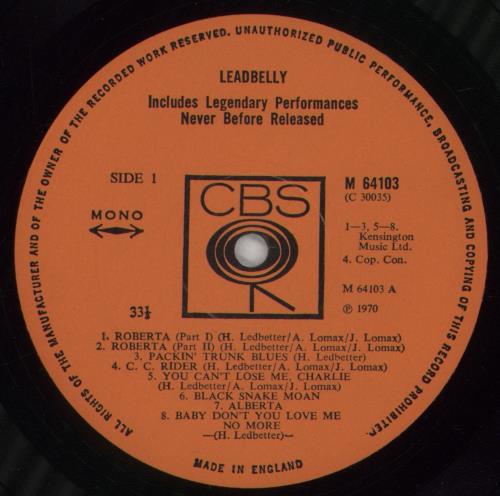 ALL RIGHTS OF THE MANUFACTURER AND OF THE OWNER OF THE RECORDED WORK RESERVED. UNAUTHORIZED PUBLIC PERFORMANCE, BROADCASTING AND COPYING OF THIS RECORD PROHIBITED.
LEADBELLY
Includes Legendary Performances
Never Before Released
SIDE 1
MONO
CBS
M 64103
(C 30035)
1—3, 5—8.
Kensington
Music Ltd.
4. Cop. Con.
M 64103 A
℗ 1970
33⅓
1. ROBERTA (Part I) (H. Ledbetter/A. Lomax/J. Lomax)
2. ROBERTA (Part II) (H. Ledbetter/A. Lomax/J. Lomax)
3. PACKIN' TRUNK BLUES (H. Ledbetter)
4. C. C. RIDER (H. Ledbetter/A. Lomax/J. Lomax)
5. YOU CAN'T LOSE ME, CHARLIE
(H. Ledbetter/A. Lomax/J. Lomax)
6. BLACK SNAKE MOAN
7. ALBERTA
8. BABY DON'T YOU LOVE ME
NO MORE
—(H. Ledbetter)—
MADE IN ENGLAND